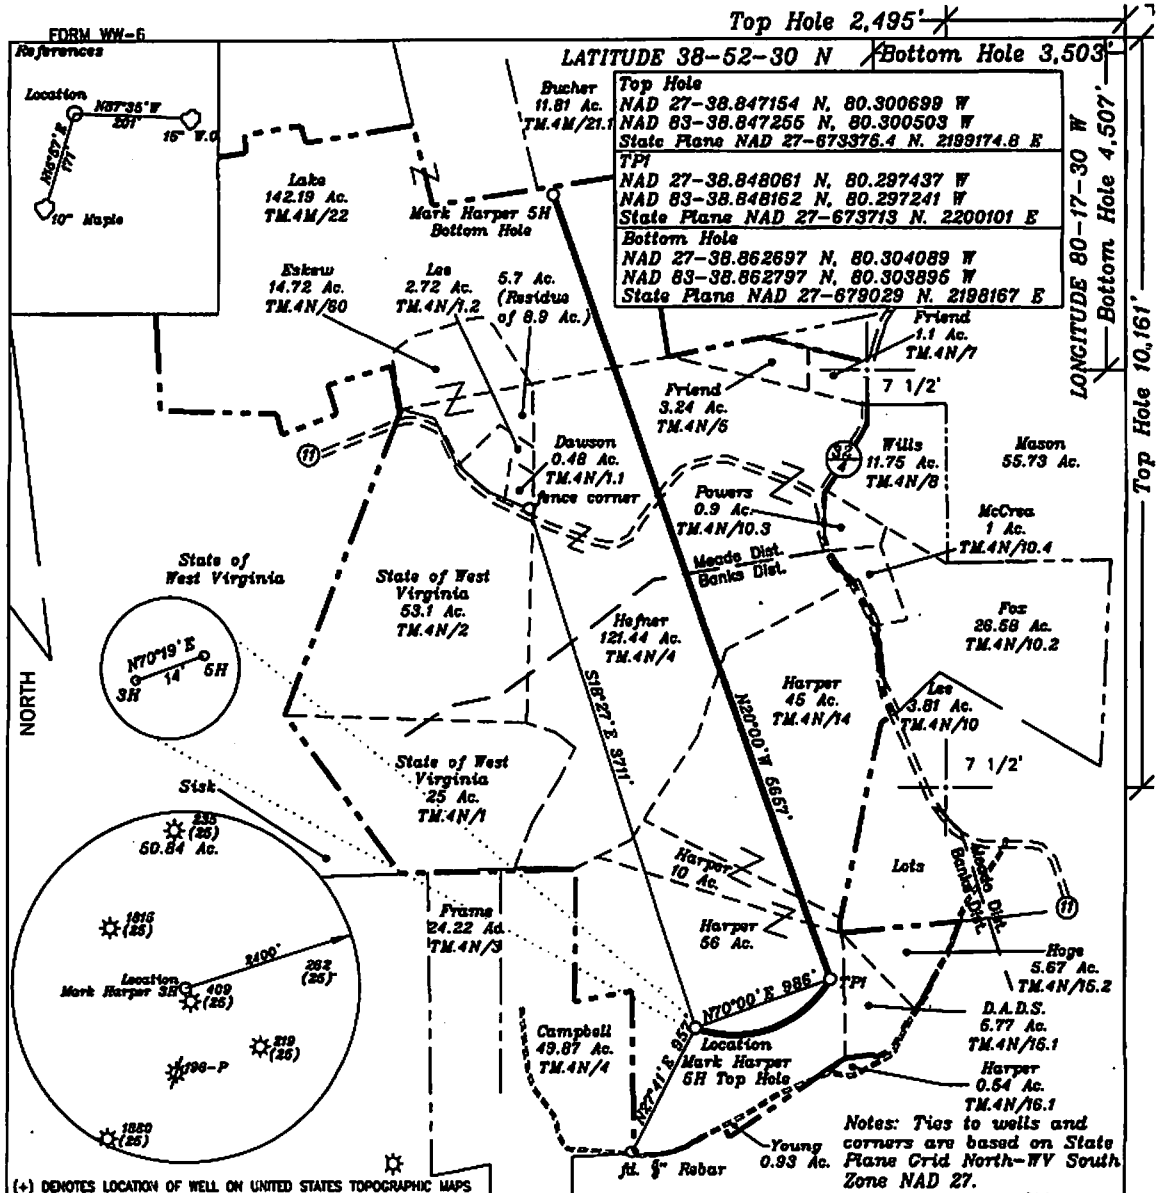 FORM WW-6
Top Hole 2,495'
References
LATITUDE 38-52-30 N
Bottom Hole 3,503'
Location
N87°35'W
201'
15" W.O.
171'
10" Maple
Bucher
11.81 Ac.
TM.4M/21.1
Top Hole
NAD 27-38.847154 N, 80.300699 W
NAD 83-38.847255 N, 80.300503 W
State Plane NAD 27-673375.4 N. 2199174.8 E
TP1
NAD 27-38.848061 N, 80.297437 W
NAD 83-38.848162 N, 80.297241 W
State Plane NAD 27-673713 N. 2200101 E
Bottom Hole
NAD 27-38.862697 N, 80.304089 W
NAD 83-38.862797 N, 80.303895 W
State Plane NAD 27-679029 N. 2198167 E
LONGITUDE 80-17-30 W
Bottom Hole 4,507'
Top Hole 10,161'
Lake
142.19 Ac.
TM.4M/22
Mark Harper 5H
Bottom Hole
Eskew
14.72 Ac.
TM.4N/60
Lee
2.72 Ac.
TM.4N/1.2
5.7 Ac.
(Residue
of 8.9 Ac.)
Friend
1.1 Ac.
TM.4N/7
7 1/2'
Friend
3.24 Ac.
TM.4N/5
11
Dawson
0.48 Ac.
TM.4N/1.1
fence corner
32
4
Wills
11.75 Ac.
TM.4N/8
Mason
55.73 Ac.
Powers
0.9 Ac.
TM.4N/10.3
McCrea
1 Ac.
TM.4N/10.4
Meade Dist.
Banks Dist.
State of
West Virginia
State of West
Virginia
53.1 Ac.
TM.4N/2
Hefner
121.44 Ac.
TM.4N/4
Fox
26.58 Ac.
TM.4N/10.2
N70°19'E
14'
3H
5H
NORTH
S18°27'E 3711'
N20°00'W 5657'
Harper
45 Ac.
TM.4N/14
Lee
3.81 Ac.
TM.4N/10
7 1/2'
State of West
Virginia
25 Ac.
TM.4N/1
Sisk
235
(25)
50.84 Ac.
Harper
10 Ac.
Lots
Meade Dist.
Banks Dist.
11
1815
(25)
Frame
24.22 Ac
TM.4N/3
Harper
56 Ac.
2400'
262
(25)
Location
Mark Harper 3H
409
(25)
Hoge
5.67 Ac.
TM.4N/15.2
N70°00'E 986'
TP1
D.A.D.S.
5.77 Ac.
TM.4N/15.1
219
(25)
196-P
Campbell
49.87 Ac.
TM.4N/4
N27°41'E 957'
Location
Mark Harper
5H Top Hole
Harper
0.54 Ac.
TM.4N/16.1
1880
(25)
fd. Rebar
Young
0.93 Ac.
Notes: Ties to wells and
corners are based on State
Plane Grid North-WV South
Zone NAD 27.
(+) DENOTES LOCATION OF WELL ON UNITED STATES TOPOGRAPHIC MAPS